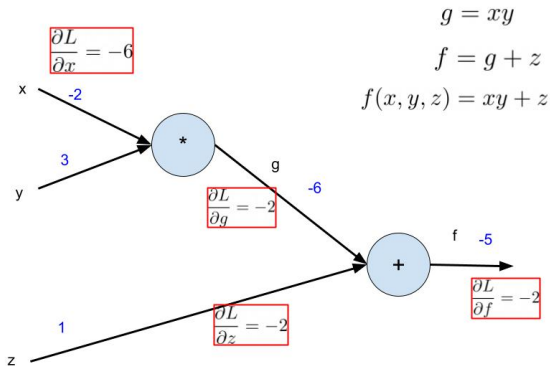 g = xy
f = g + z
f(x, y, z) = xy + z
∂L/∂x = −6
x
-2
*
3
y
g
∂L/∂g = −2
-6
f
-5
+
∂L/∂f = −2
1
∂L/∂z = −2
z